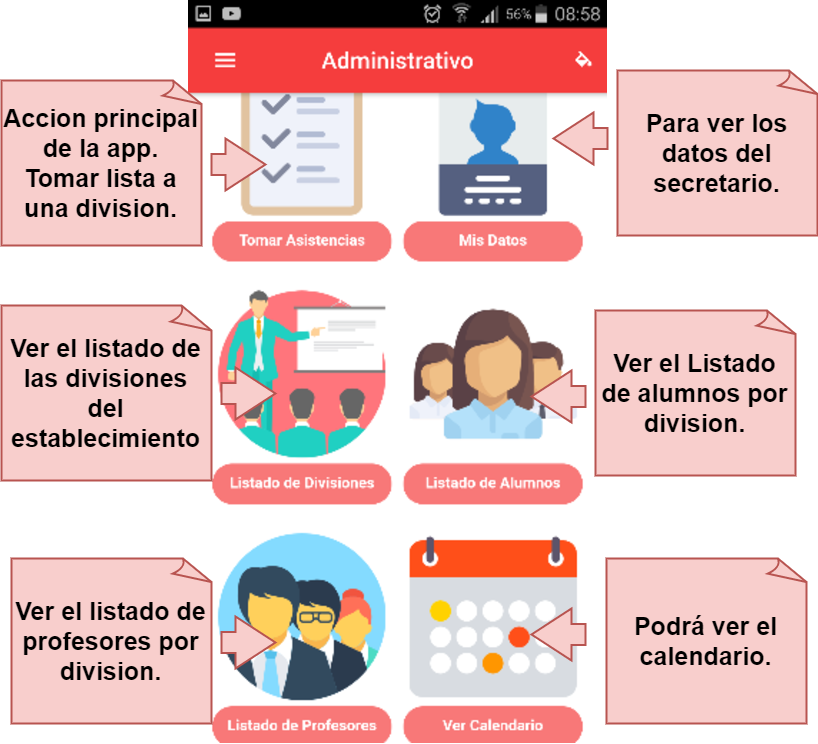 56% 08:58
Administrativo
Accion principal
de la app.
Tomar lista a
una division.
Para ver los
datos del
secretario.
Tomar Asistencias
Mis Datos
Ver el listado de
las divisiones
del
establecimiento
Ver el Listado
de alumnos por
division.
Listado de Divisiones
Listado de Alumnos
Ver el listado de
profesores por
division.
Podrá ver el
calendario.
Listado de Profesores
Ver Calendario